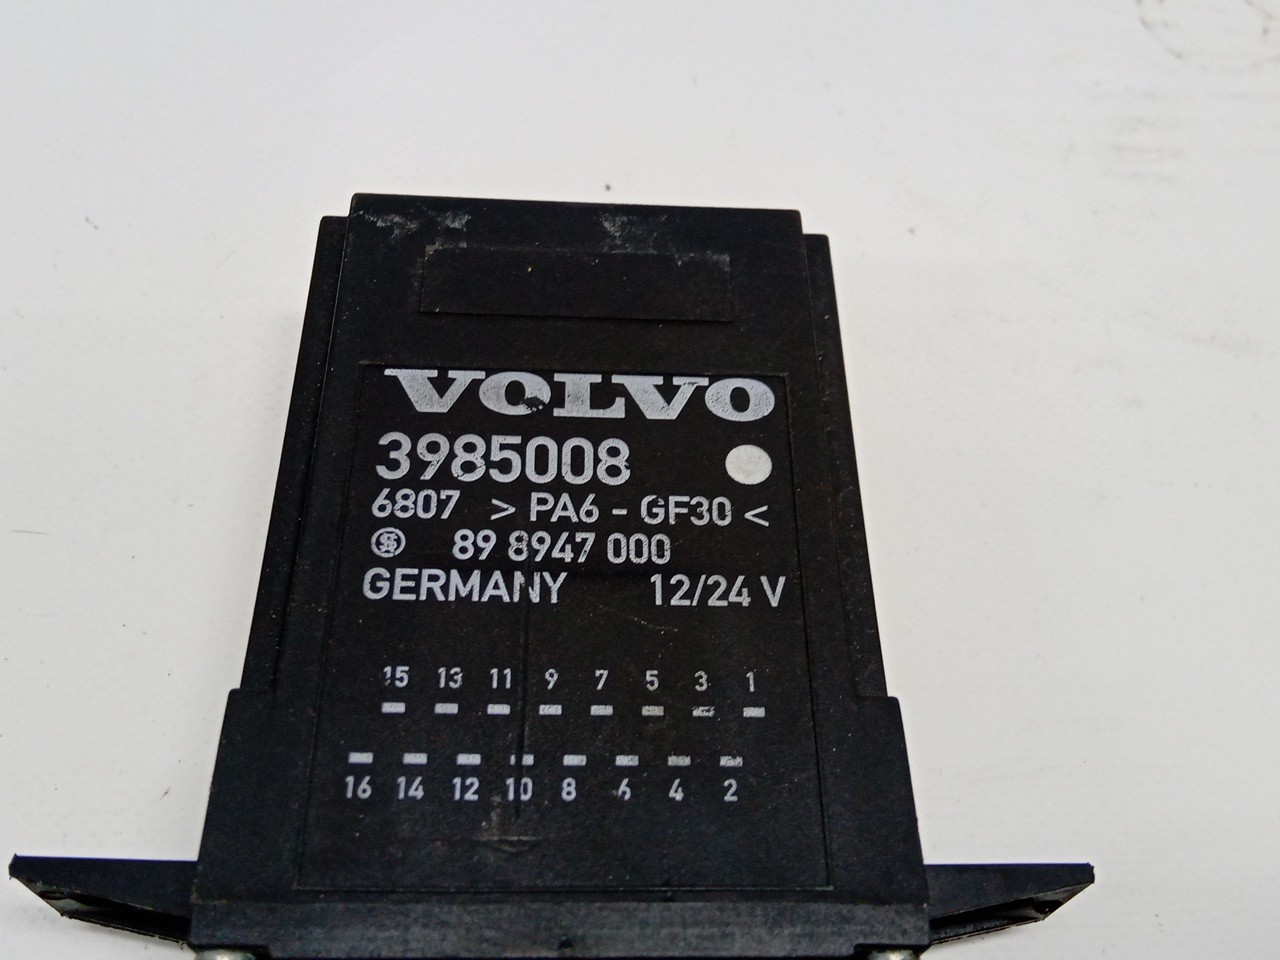 VOLVO
3985008
6807 > PA6 - GF30 <
89 8947 000
GERMANY 12/24 V
15 13 11 9 7 5 3 1
16 14 12 10 8 6 4 2